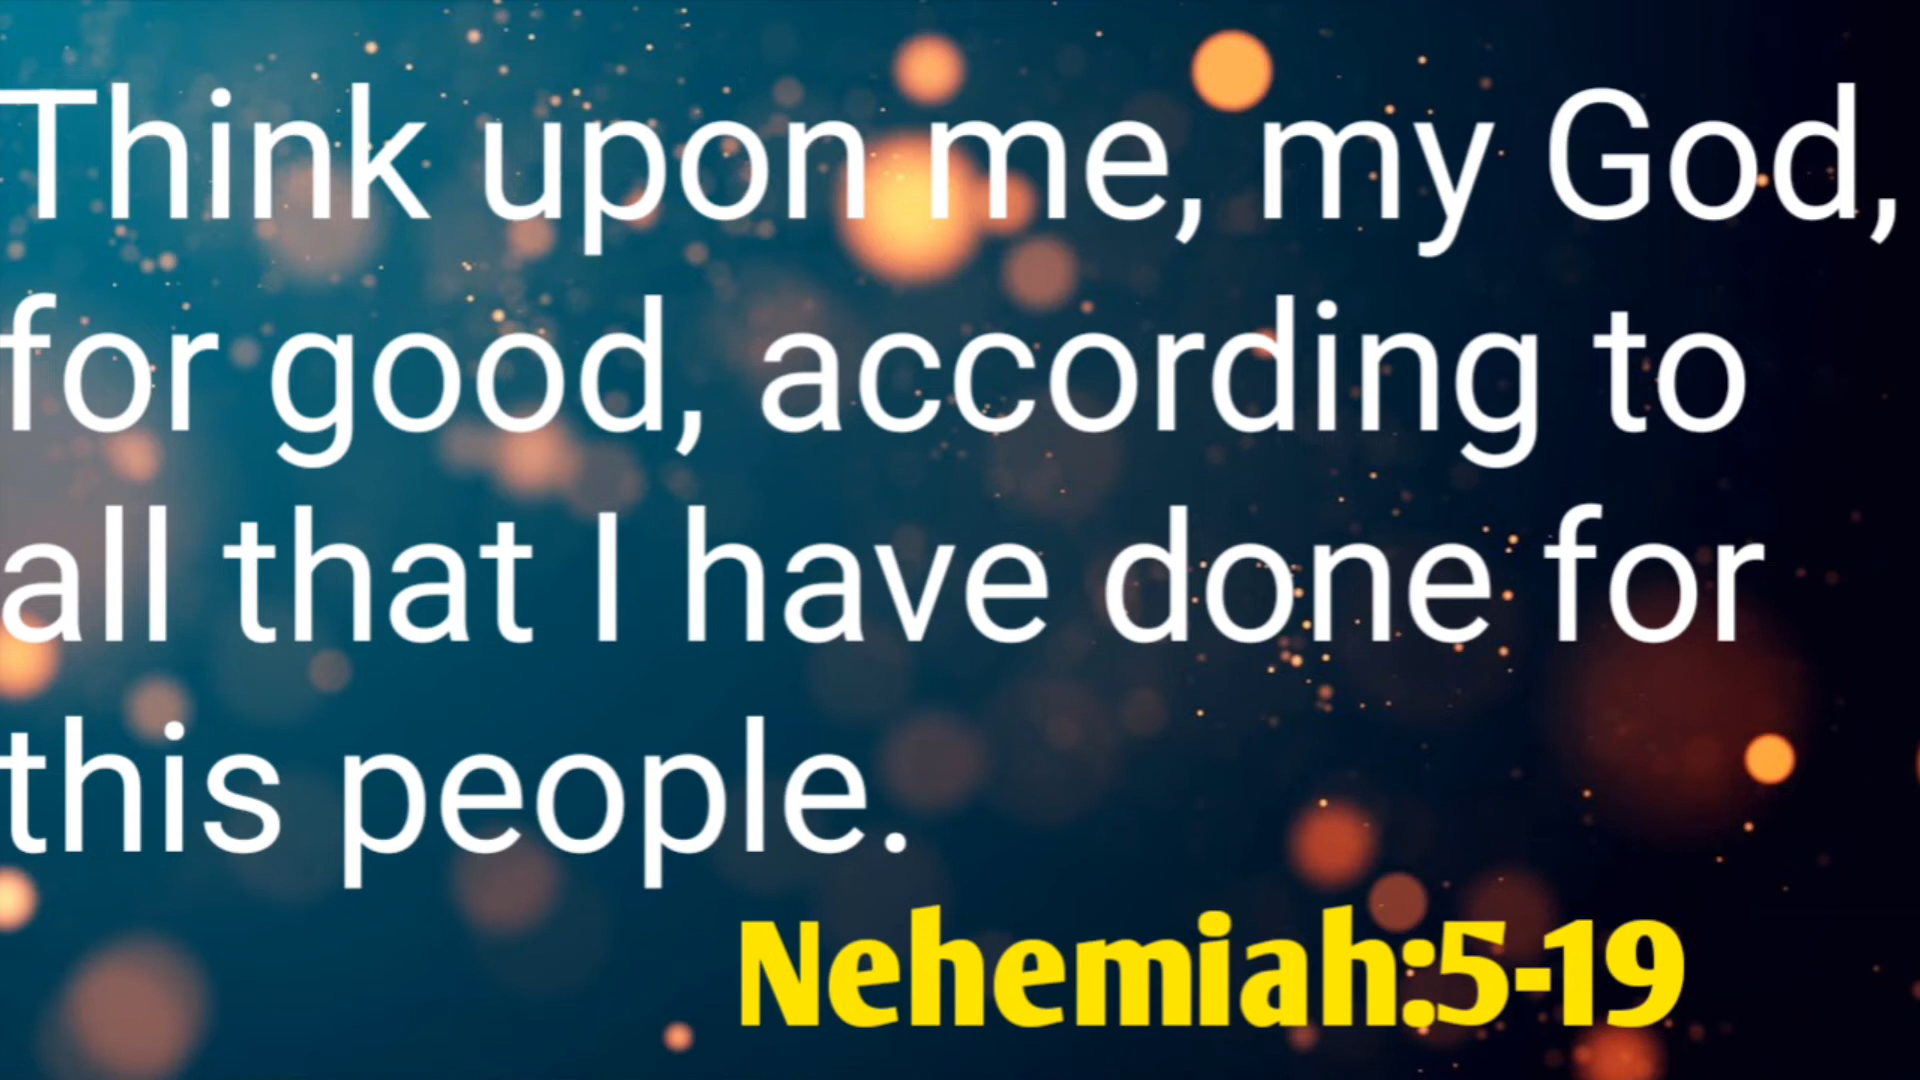 Think upon me, my God,
for good, according to
all that I have done for
this people.
Nehemiah:5-19